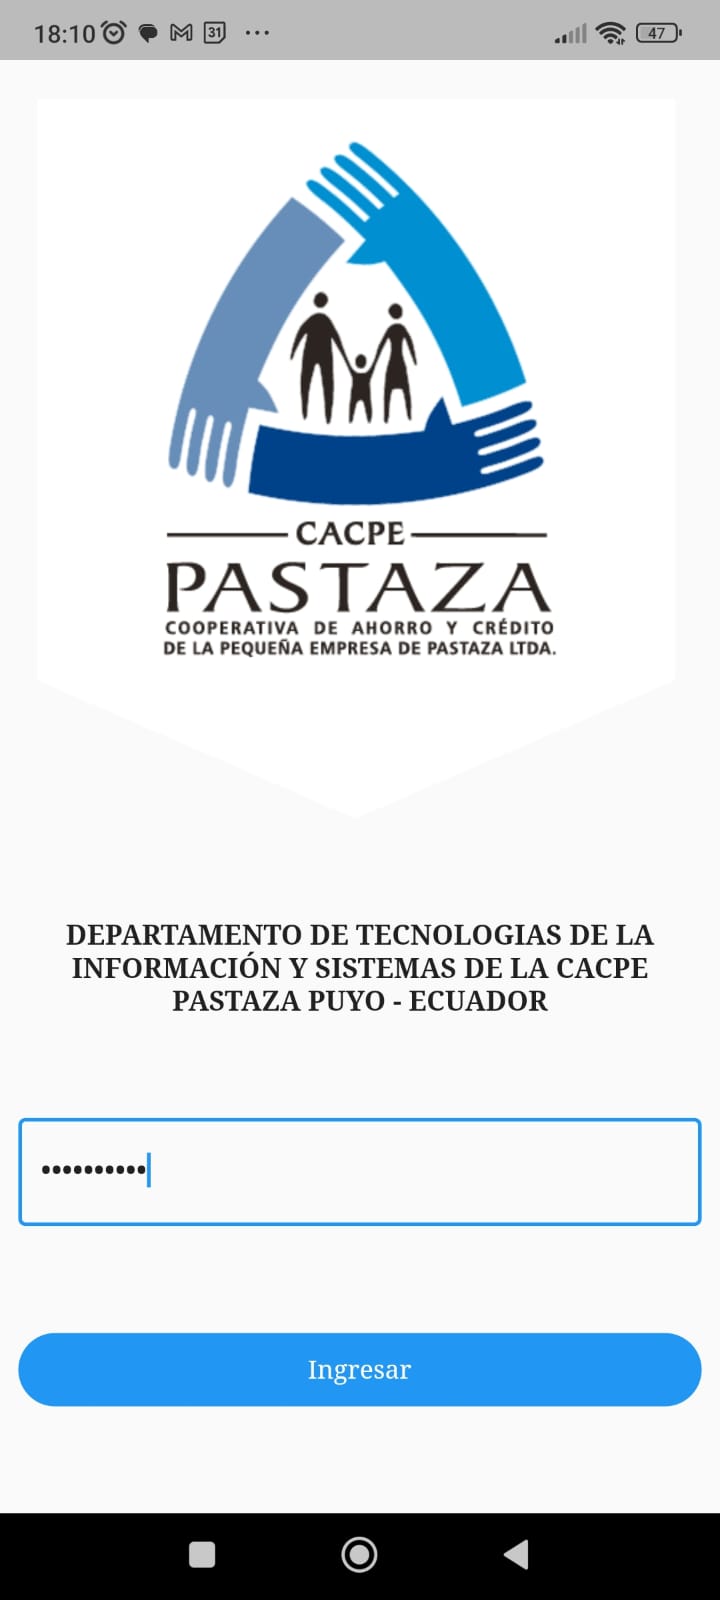 18:10 31 47
CACPE
PASTAZA
COOPERATIVA DE AHORRO Y CRÉDITO
DE LA PEQUEÑA EMPRESA DE PASTAZA LTDA.
DEPARTAMENTO DE TECNOLOGIAS DE LA
INFORMACIÓN Y SISTEMAS DE LA CACPE
PASTAZA PUYO - ECUADOR
••••••••••
Ingresar